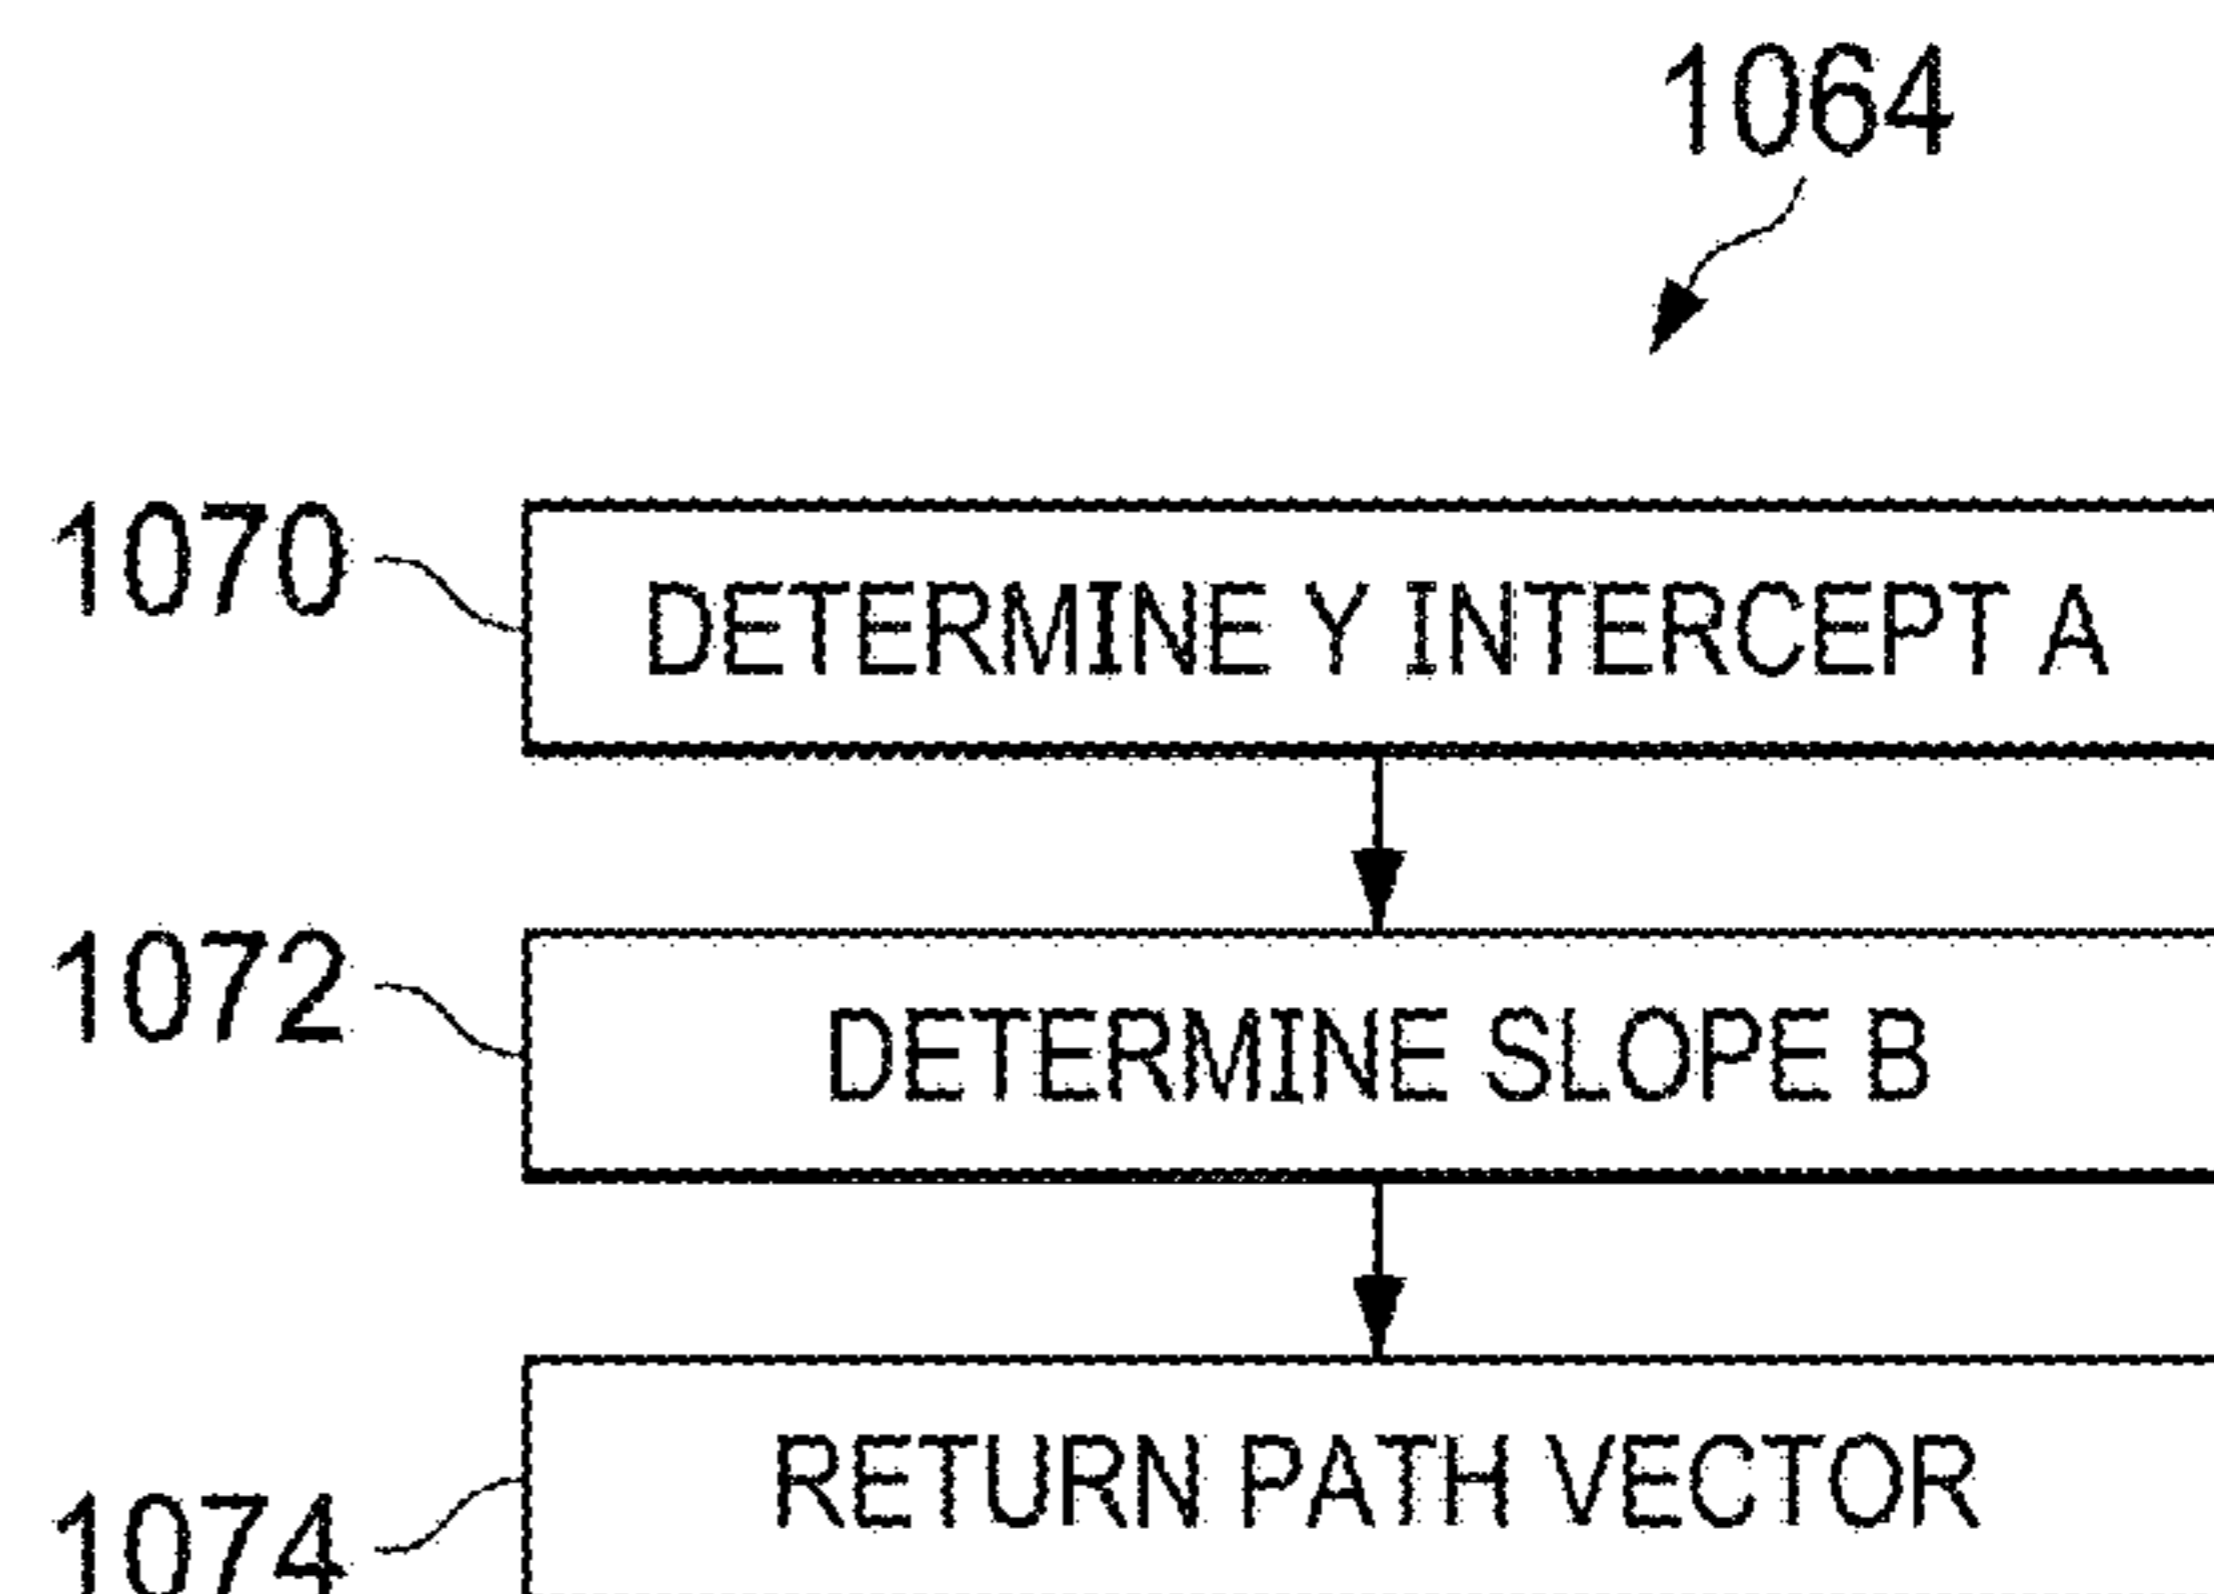 1064
1070
DETERMINE Y INTERCEPT A
1072
DETERMINE SLOPE B
RETURN PATH VECTOR
1074